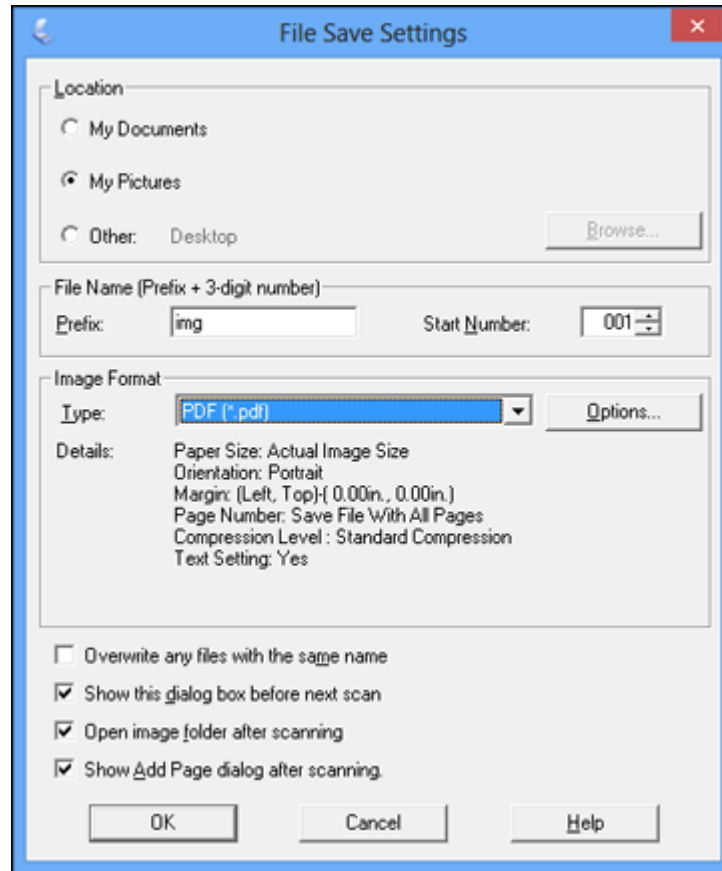 File Save Settings
Location
My Documents
My Pictures
Other: Desktop Browse...
File Name (Prefix + 3-digit number)
Prefix: img Start Number: 001
Image Format
Type: PDF (*.pdf) Options...
Details: Paper Size: Actual Image Size
Orientation: Portrait
Margin: (Left, Top)-( 0.00in., 0.00in.)
Page Number: Save File With All Pages
Compression Level : Standard Compression
Text Setting: Yes
Overwrite any files with the same name
Show this dialog box before next scan
Open image folder after scanning
Show Add Page dialog after scanning.
OK Cancel Help